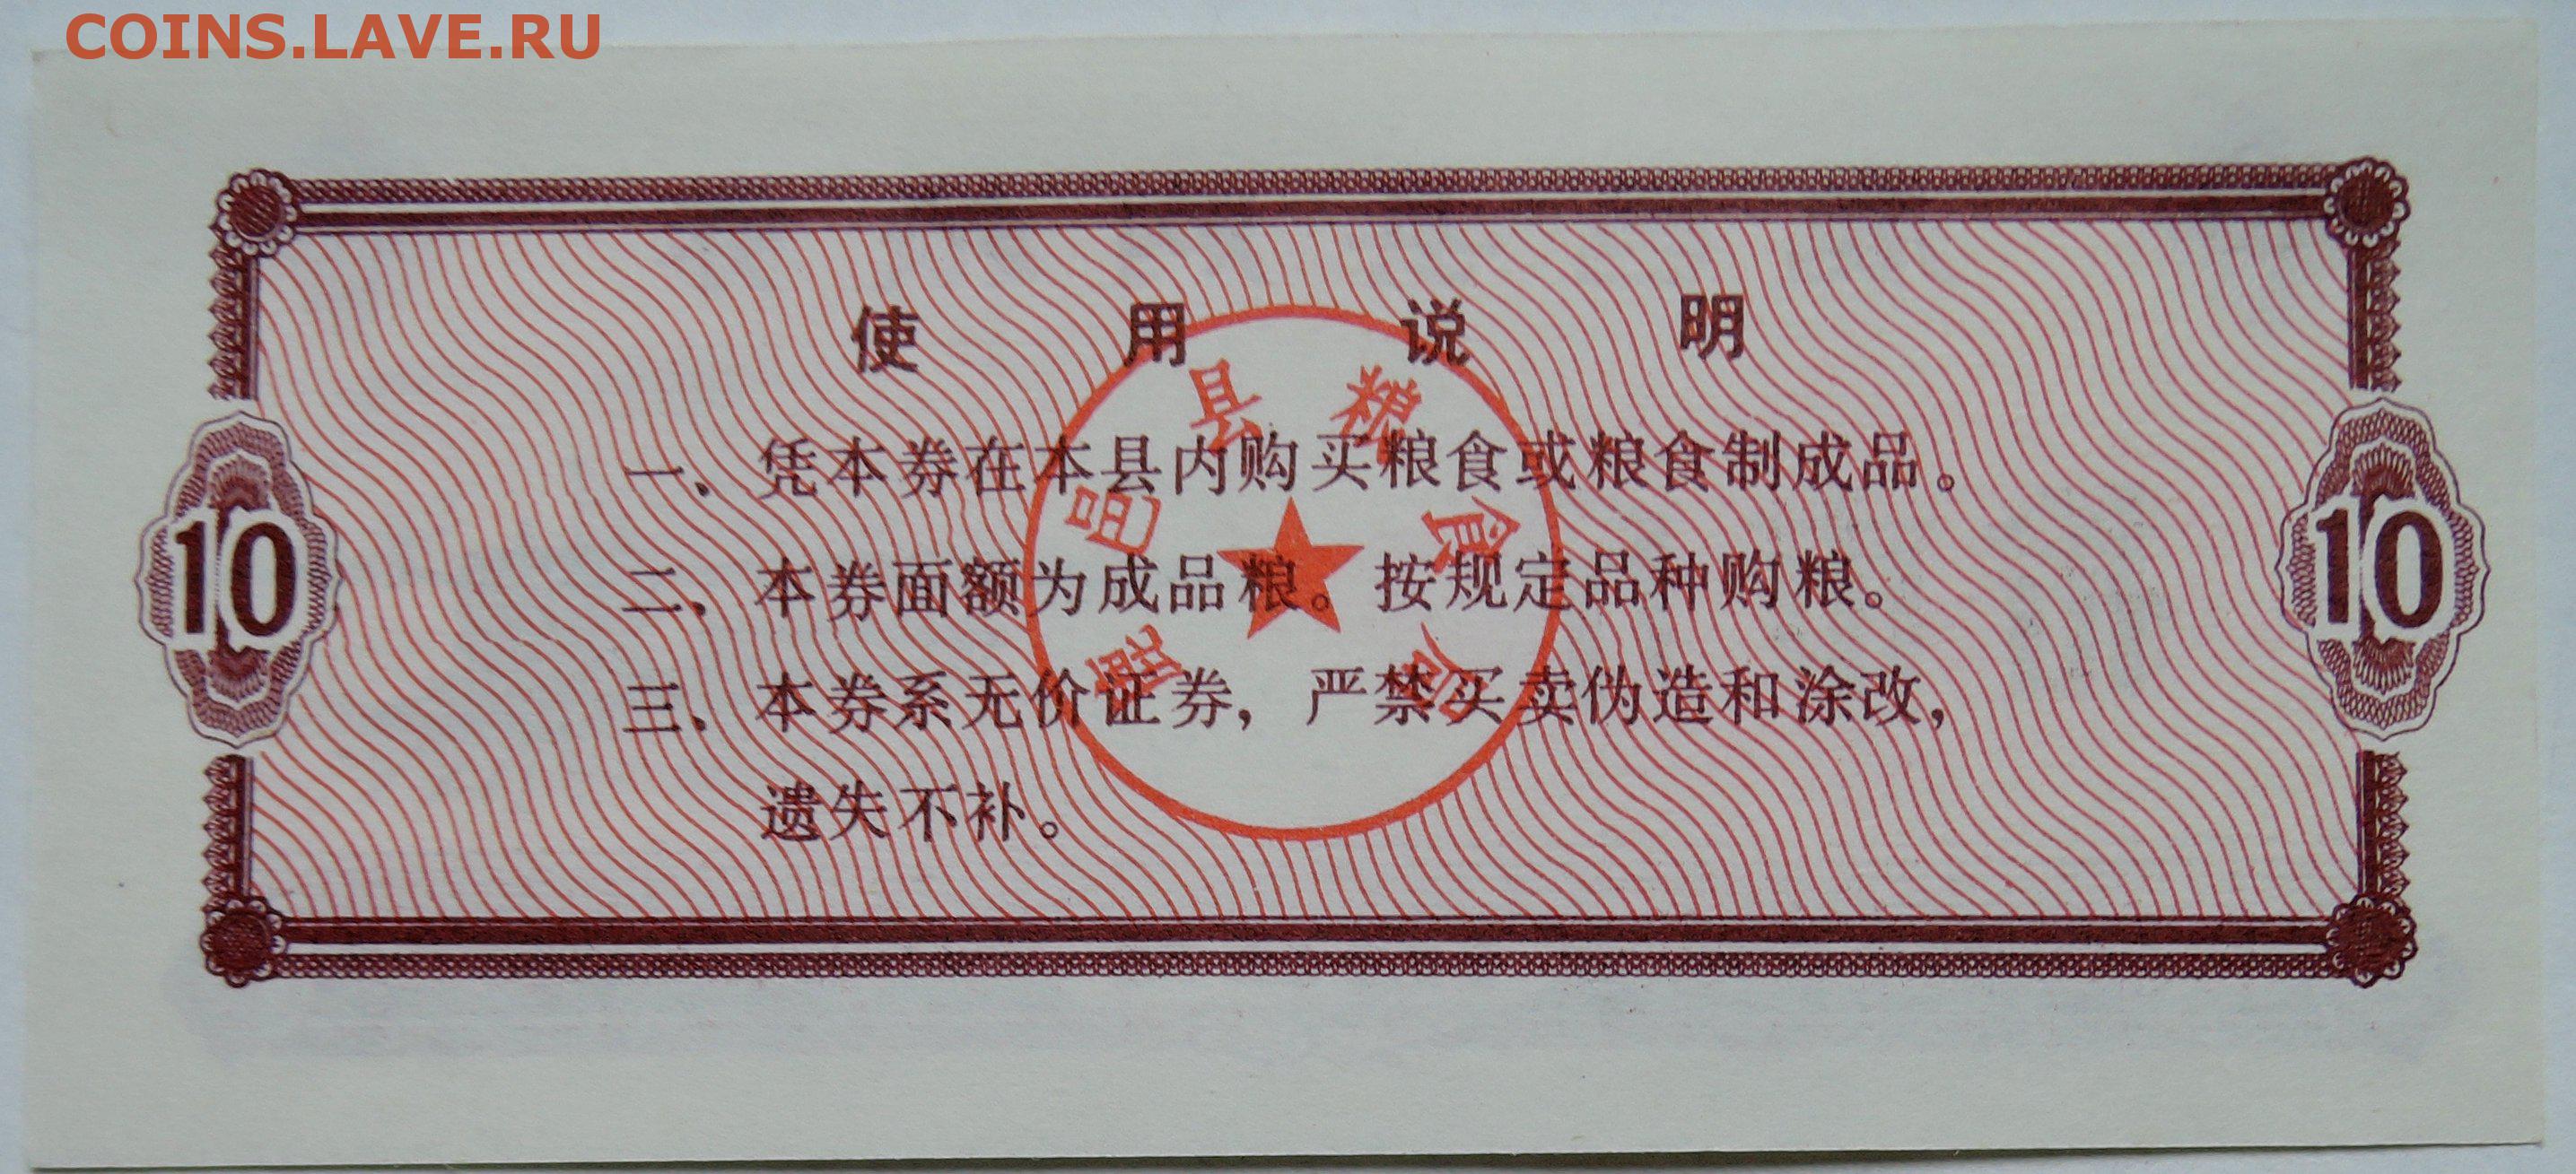 COINS.LAVE.RU
使用说明
一、凭本券在本县内购买粮食或粮食制成品。
二、本券面额为成品粮。按规定品种购粮。
三、本券系无价证券，严禁买卖伪造和涂改，
遗失不补。
10
10
县粮食局